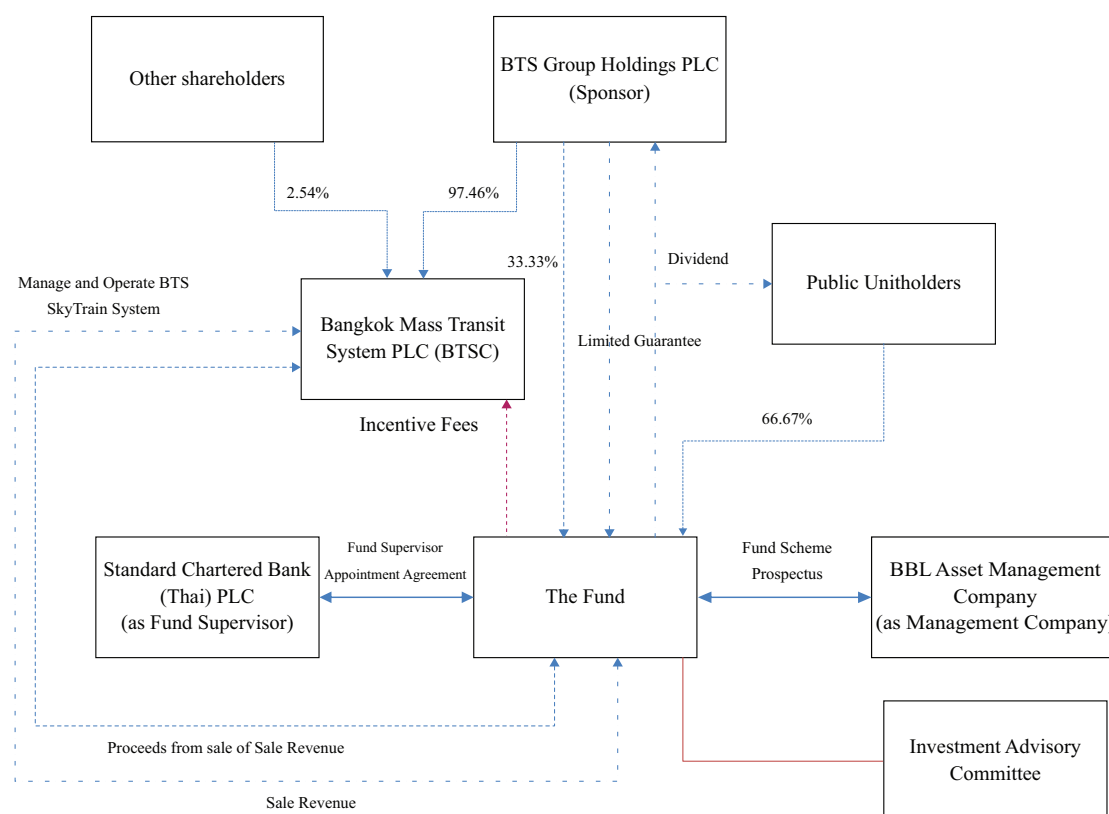 Other shareholders
BTS Group Holdings PLC
(Sponsor)
2.54%
97.46%
33.33%
Dividend
Public Unitholders
Manage and Operate BTS
SkyTrain System
Bangkok Mass Transit
System PLC (BTSC)
Limited Guarantee
Incentive Fees
66.67%
Standard Chartered Bank
(Thai) PLC
(as Fund Supervisor)
Fund Supervisor
Appointment Agreement
The Fund
Fund Scheme
Prospectus
BBL Asset Management
Company
(as Management Company)
Proceeds from sale of Sale Revenue
Sale Revenue
Investment Advisory
Committee